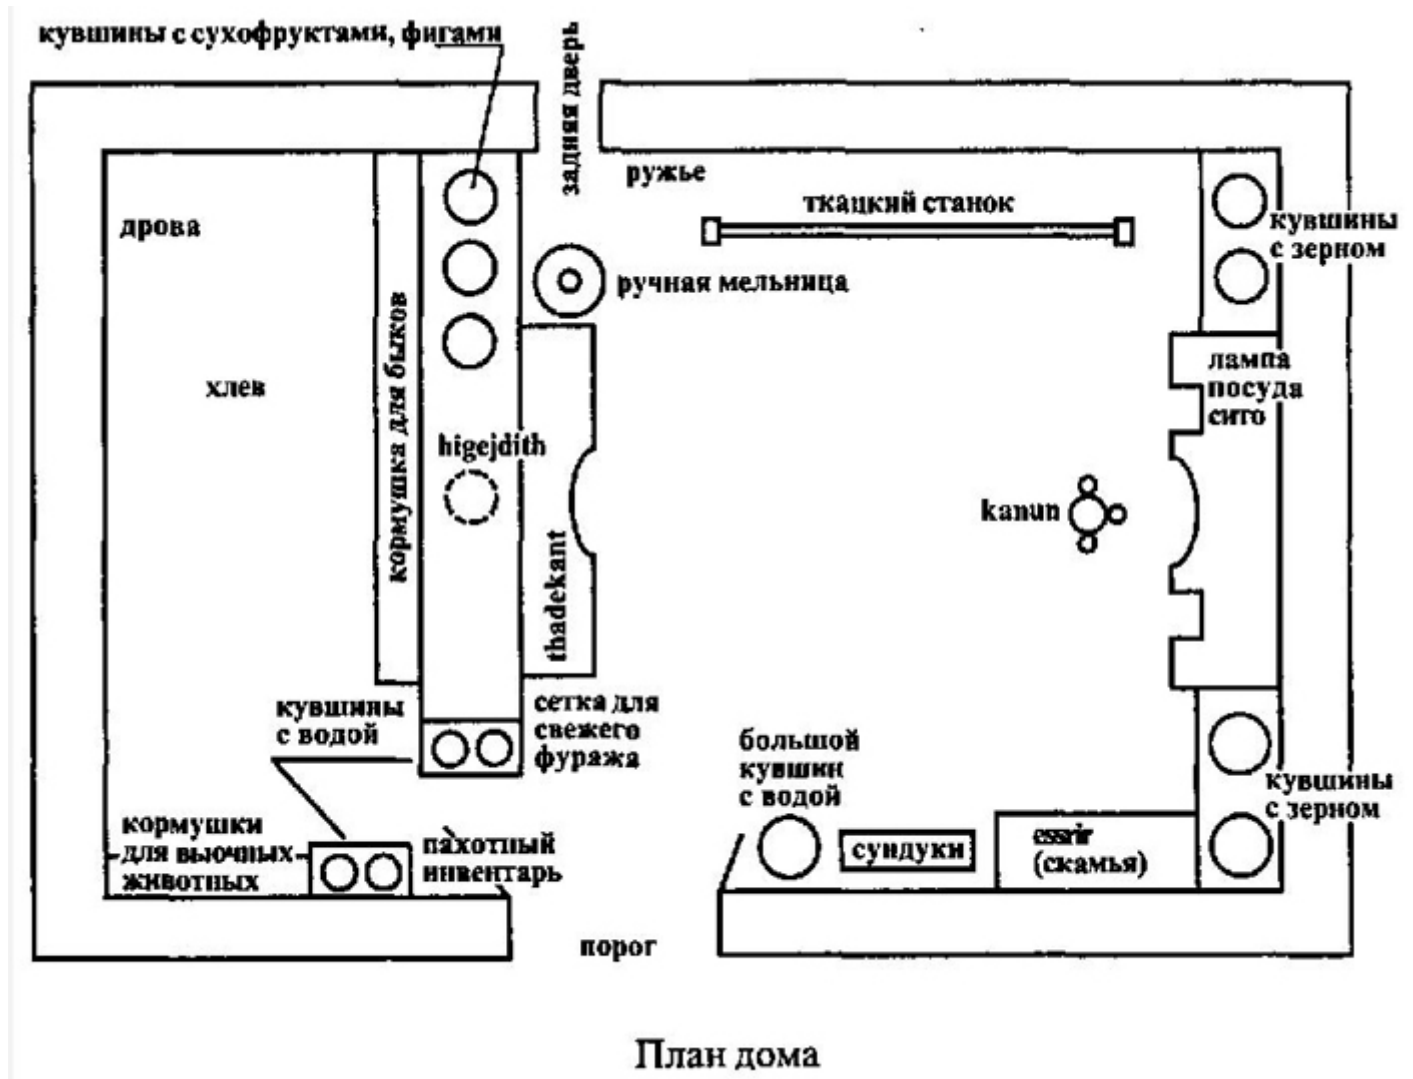 кувшины с сухофруктами, фигами
задняя дверь
ружье
дрова
ткацкий станок
кувшины
с зерном
ручная мельница
кормушка для быков
хлев
лампа
посуда
сито
higejdith
kanun
thadekant
кувшины
с водой
сетка для
свежего
фуража
большой
кувшин
с водой
кувшины
с зерном
кормушки
для вьючных
животных
пахотный
инвентарь
сундуки
essrir
(скамья)
порог
План дома